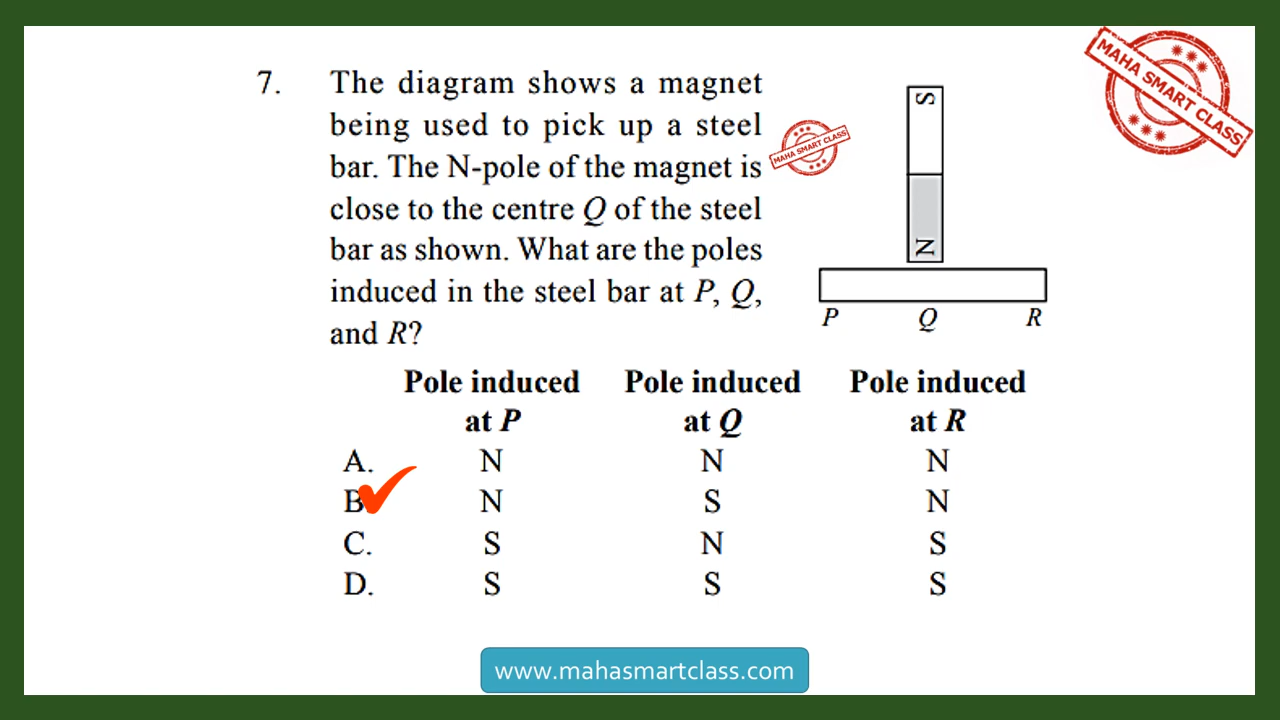 MAHA SMART CLASS
7. The diagram shows a magnet
being used to pick up a steel
bar. The N-pole of the magnet is
close to the centre Q of the steel
bar as shown. What are the poles
induced in the steel bar at P, Q,
and R?
MAHA SMART CLASS
S
N
P Q R
Pole induced Pole induced Pole induced
at P at Q at R
A. N N N
B. N S N
C. S N S
D. S S S
www.mahasmartclass.com